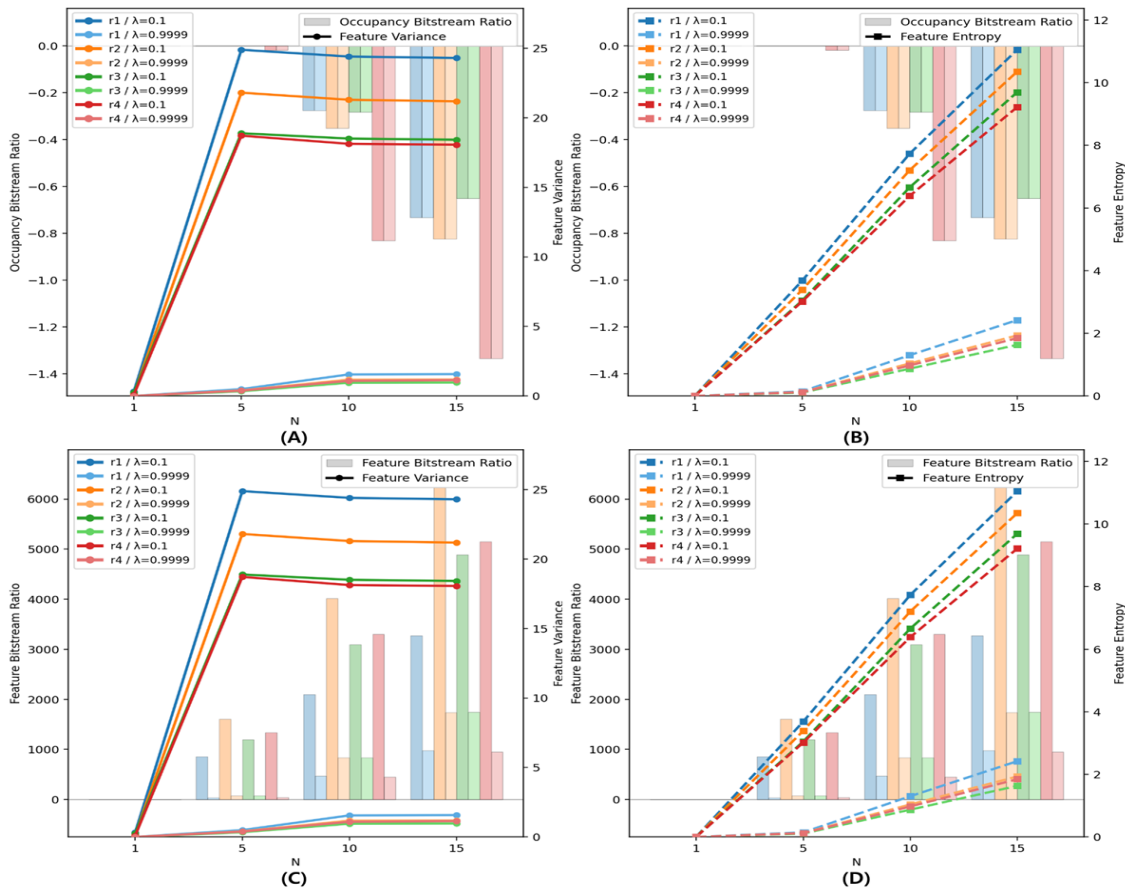 r1 / λ=0.1
r1 / λ=0.9999
r2 / λ=0.1
r2 / λ=0.9999
r3 / λ=0.1
r3 / λ=0.9999
r4 / λ=0.1
r4 / λ=0.9999
Occupancy Bitstream Ratio
Feature Variance
0.0
−0.2
−0.4
−0.6
−0.8
−1.0
−1.2
−1.4
Occupancy Bitstream Ratio
25
20
15
10
5
0
Feature Variance
1 5 10 15
N
(A)
r1 / λ=0.1
r1 / λ=0.9999
r2 / λ=0.1
r2 / λ=0.9999
r3 / λ=0.1
r3 / λ=0.9999
r4 / λ=0.1
r4 / λ=0.9999
Occupancy Bitstream Ratio
Feature Entropy
0.0
−0.2
−0.4
−0.6
−0.8
−1.0
−1.2
−1.4
Occupancy Bitstream Ratio
12
10
8
6
4
2
0
Feature Entropy
1 5 10 15
N
(B)
r1 / λ=0.1
r1 / λ=0.9999
r2 / λ=0.1
r2 / λ=0.9999
r3 / λ=0.1
r3 / λ=0.9999
r4 / λ=0.1
r4 / λ=0.9999
Feature Bitstream Ratio
Feature Variance
6000
5000
4000
3000
2000
1000
0
Feature Bitstream Ratio
25
20
15
10
5
0
Feature Variance
1 5 10 15
N
(C)
r1 / λ=0.1
r1 / λ=0.9999
r2 / λ=0.1
r2 / λ=0.9999
r3 / λ=0.1
r3 / λ=0.9999
r4 / λ=0.1
r4 / λ=0.9999
Feature Bitstream Ratio
Feature Entropy
6000
5000
4000
3000
2000
1000
0
Feature Bitstream Ratio
12
10
8
6
4
2
0
Feature Entropy
1 5 10 15
N
(D)